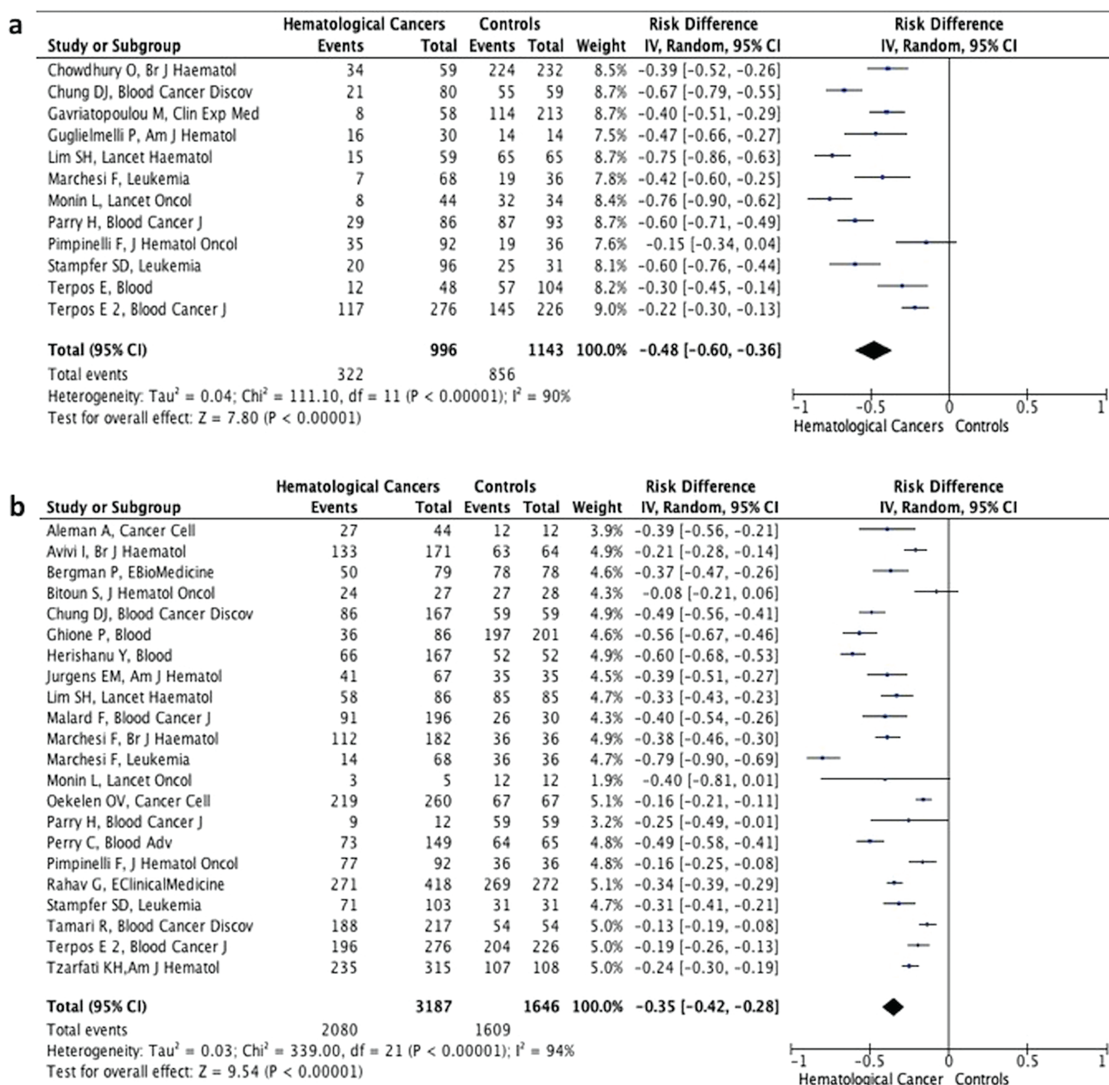 a
Hematological Cancers Controls Risk Difference Risk Difference
Study or Subgroup Events Total Events Total Weight IV, Random, 95% CI IV, Random, 95% CI
Chowdhury O, Br J Haematol 34 59 224 232 8.5% -0.39 [-0.52, -0.26]
Chung DJ, Blood Cancer Discov 21 80 55 59 8.7% -0.67 [-0.79, -0.55]
Gavriatopoulou M, Clin Exp Med 8 58 114 213 8.7% -0.40 [-0.51, -0.29]
Guglielmelli P, Am J Hematol 16 30 14 14 7.5% -0.47 [-0.66, -0.27]
Lim SH, Lancet Haematol 15 59 65 65 8.7% -0.75 [-0.86, -0.63]
Marchesi F, Leukemia 7 68 19 36 7.8% -0.42 [-0.60, -0.25]
Monin L, Lancet Oncol 8 44 32 34 8.4% -0.76 [-0.90, -0.62]
Parry H, Blood Cancer J 29 86 87 93 8.7% -0.60 [-0.71, -0.49]
Pimpinelli F, J Hematol Oncol 35 92 19 36 7.6% -0.15 [-0.34, 0.04]
Stampfer SD, Leukemia 20 96 25 31 8.1% -0.60 [-0.76, -0.44]
Terpos E, Blood 12 48 57 104 8.2% -0.30 [-0.45, -0.14]
Terpos E 2, Blood Cancer J 117 276 145 226 9.0% -0.22 [-0.30, -0.13]
Total (95% CI) 996 1143 100.0% -0.48 [-0.60, -0.36]
Total events 322 856
Heterogeneity: Tau² = 0.04; Chi² = 111.10, df = 11 (P < 0.00001); I² = 90%
Test for overall effect: Z = 7.80 (P < 0.00001)
-1 -0.5 0 0.5 1
Hematological Cancers Controls
b
Hematological Cancers Controls Risk Difference Risk Difference
Study or Subgroup Events Total Events Total Weight IV, Random, 95% CI IV, Random, 95% CI
Aleman A, Cancer Cell 27 44 12 12 3.9% -0.39 [-0.56, -0.21]
Avivi I, Br J Haematol 133 171 63 64 4.9% -0.21 [-0.28, -0.14]
Bergman P, EBioMedicine 50 79 78 78 4.6% -0.37 [-0.47, -0.26]
Bitoun S, J Hematol Oncol 24 27 27 28 4.3% -0.08 [-0.21, 0.06]
Chung DJ, Blood Cancer Discov 86 167 59 59 4.9% -0.49 [-0.56, -0.41]
Ghione P, Blood 36 86 197 201 4.6% -0.56 [-0.67, -0.46]
Herishanu Y, Blood 66 167 52 52 4.9% -0.60 [-0.68, -0.53]
Jurgens EM, Am J Hematol 41 67 35 35 4.5% -0.39 [-0.51, -0.27]
Lim SH, Lancet Haematol 58 86 85 85 4.7% -0.33 [-0.43, -0.23]
Malard F, Blood Cancer J 91 196 26 30 4.3% -0.40 [-0.54, -0.26]
Marchesi F, Br J Haematol 112 182 36 36 4.9% -0.38 [-0.46, -0.30]
Marchesi F, Leukemia 14 68 36 36 4.7% -0.79 [-0.90, -0.69]
Monin L, Lancet Oncol 3 5 12 12 1.9% -0.40 [-0.81, 0.01]
Oekelen OV, Cancer Cell 219 260 67 67 5.1% -0.16 [-0.21, -0.11]
Parry H, Blood Cancer J 9 12 59 59 3.2% -0.25 [-0.49, -0.01]
Perry C, Blood Adv 73 149 64 65 4.8% -0.49 [-0.58, -0.41]
Pimpinelli F, J Hematol Oncol 77 92 36 36 4.8% -0.16 [-0.25, -0.08]
Rahav G, EClinicalMedicine 271 418 269 272 5.1% -0.34 [-0.39, -0.29]
Stampfer SD, Leukemia 71 103 31 31 4.7% -0.31 [-0.41, -0.21]
Tamari R, Blood Cancer Discov 188 217 54 54 5.0% -0.13 [-0.19, -0.08]
Terpos E 2, Blood Cancer J 196 276 204 226 5.0% -0.19 [-0.26, -0.13]
Tzarfati KH,Am J Hematol 235 315 107 108 5.0% -0.24 [-0.30, -0.19]
Total (95% CI) 3187 1646 100.0% -0.35 [-0.42, -0.28]
Total events 2080 1609
Heterogeneity: Tau² = 0.03; Chi² = 339.00, df = 21 (P < 0.00001); I² = 94%
Test for overall effect: Z = 9.54 (P < 0.00001)
-1 -0.5 0 0.5 1
Hematological Cancer Controls